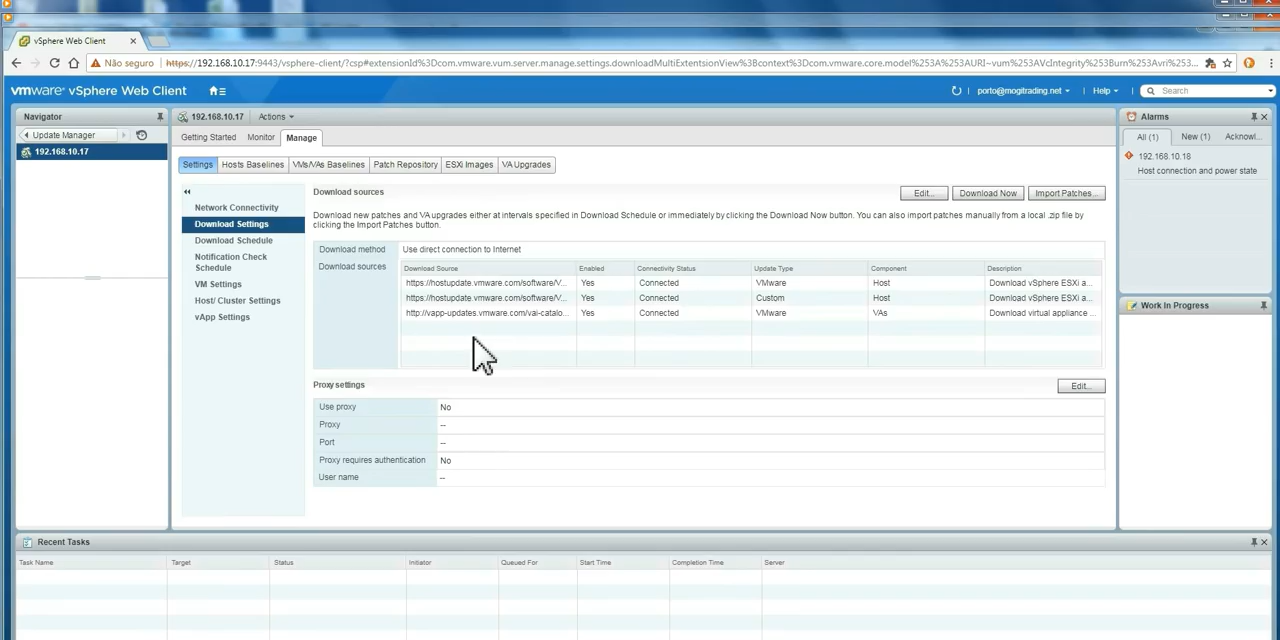 vSphere Web Client
Não seguro https://192.168.10.17:9443/vsphere-client/?csp#extensionId%3Dcom.vmware.vum.server.manage.settings.downloadMultiExtentsionView%3Bcontext%3Dcom.vmware.core.model%253A%253AURI~vum%253AVcIntegrity%253Burn%253Avri%253A%252Fvc...
vmware® vSphere Web Client
porto@mogitrading.net
Help
Search
Navigator
Update Manager
192.168.10.17
192.168.10.17 Actions
Getting Started Monitor Manage
Settings Hosts Baselines VMs/VAs Baselines Patch Repository ESXi Images VA Upgrades
Network Connectivity
Download Settings
Download Schedule
Notification Check
Schedule
VM Settings
Host/ Cluster Settings
vApp Settings
Download sources
Edit... Download Now Import Patches...
Download new patches and VA upgrades either at intervals specified in Download Schedule or immediately by clicking the Download Now button. You can also import patches manually from a local .zip file by
clicking the Import Patches button.
Download method Use direct connection to Internet
Download sources
Download Source Enabled Connectivity Status Update Type Component Description
https://hostupdate.vmware.com/software/V... Yes Connected VMware Host Download vSphere ESXi a...
https://hostupdate.vmware.com/software/V... Yes Connected Custom Host Download vSphere ESXi a...
http://vapp-updates.vmware.com/vai-catalo... Yes Connected VMware VAs Download virtual appliance ...
Proxy settings
Edit...
Use proxy No
Proxy --
Port --
Proxy requires authentication No
User name --
Alarms
All (1) New (1) Acknowl...
192.168.10.18
Host connection and power state
Work In Progress
Recent Tasks
Task Name Target Status Initiator Queued For Start Time Completion Time Server